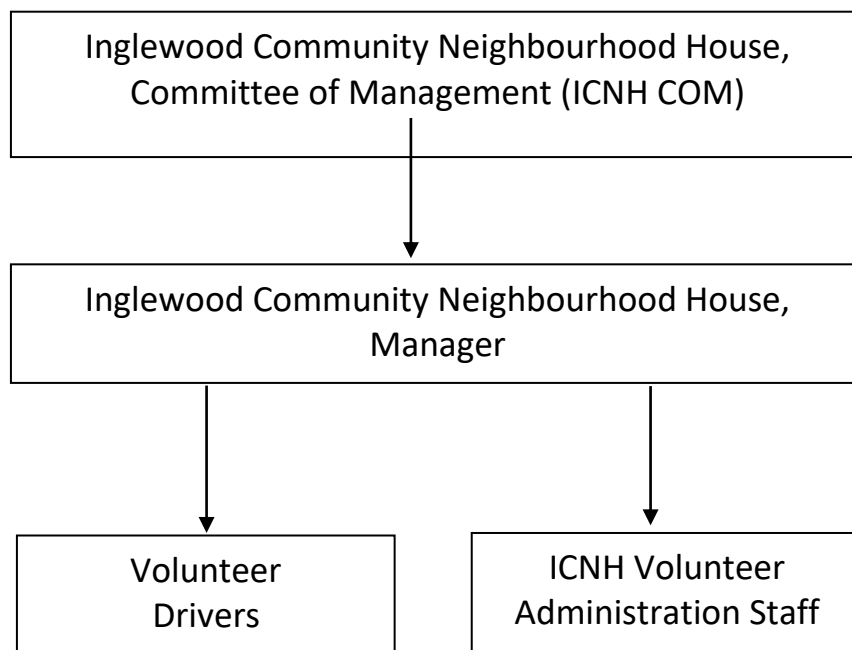 Inglewood Community Neighbourhood House,
Committee of Management (ICNH COM)
Inglewood Community Neighbourhood House,
Manager
Volunteer
Drivers
ICNH Volunteer
Administration Staff